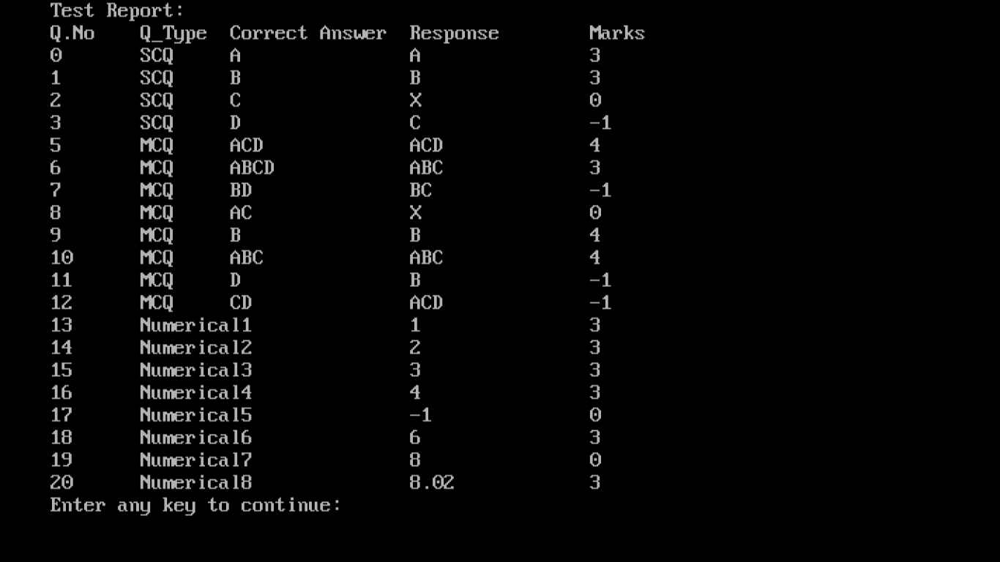 Test Report:
Q.No Q_Type Correct Answer Response Marks
0 SCQ A A 3
1 SCQ B B 3
2 SCQ C X 0
3 SCQ D C -1
5 MCQ ACD ACD 4
6 MCQ ABCD ABC 3
7 MCQ BD BC -1
8 MCQ AC X 0
9 MCQ B B 4
10 MCQ ABC ABC 4
11 MCQ D B -1
12 MCQ CD ACD -1
13 Numerical1 1 3
14 Numerical2 2 3
15 Numerical3 3 3
16 Numerical4 4 3
17 Numerical5 -1 0
18 Numerical6 6 3
19 Numerical7 8 0
20 Numerical8 8.02 3
Enter any key to continue: